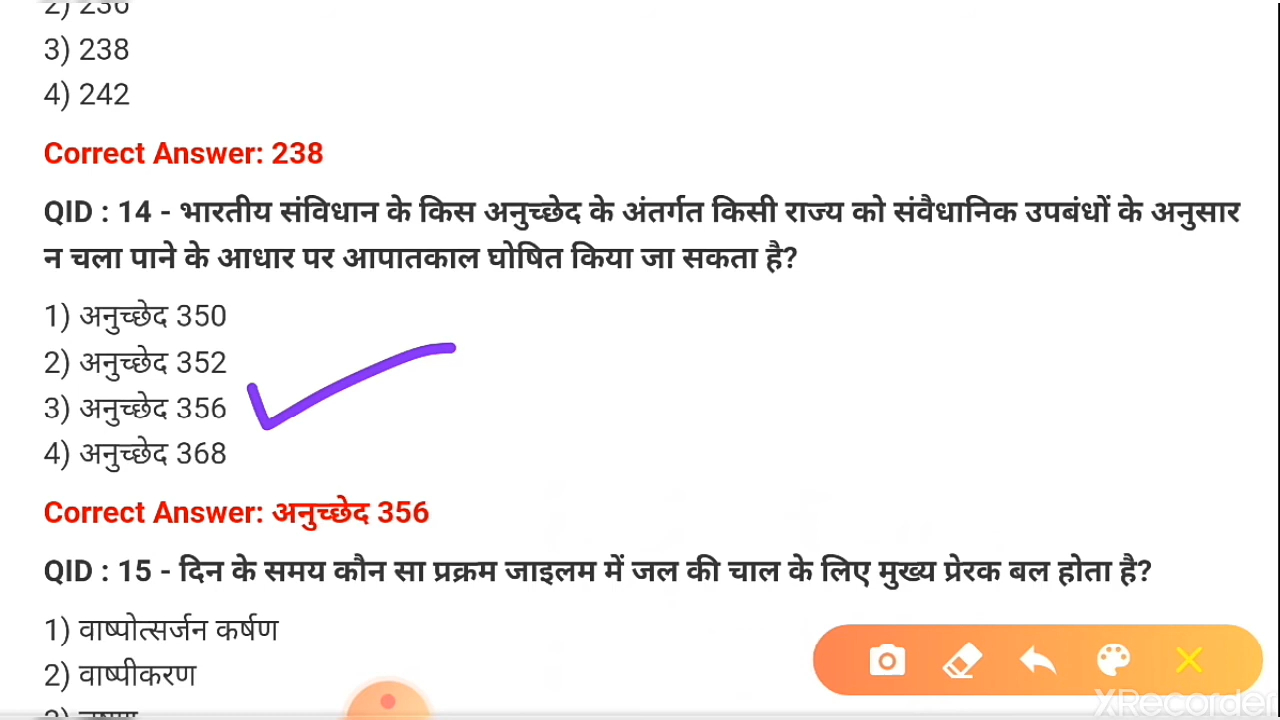 2) 236
3) 238
4) 242
Correct Answer: 238
QID : 14 - भारतीय संविधान के किस अनुच्छेद के अंतर्गत किसी राज्य को संवैधानिक उपबंधों के अनुसार
न चला पाने के आधार पर आपातकाल घोषित किया जा सकता है?
1) अनुच्छेद 350
2) अनुच्छेद 352
3) अनुच्छेद 356
4) अनुच्छेद 368
Correct Answer: अनुच्छेद 356
QID : 15 - दिन के समय कौन सा प्रक्रम जाइलम में जल की चाल के लिए मुख्य प्रेरक बल होता है?
1) वाष्पोत्सर्जन कर्षण
2) वाष्पीकरण
XRecorder